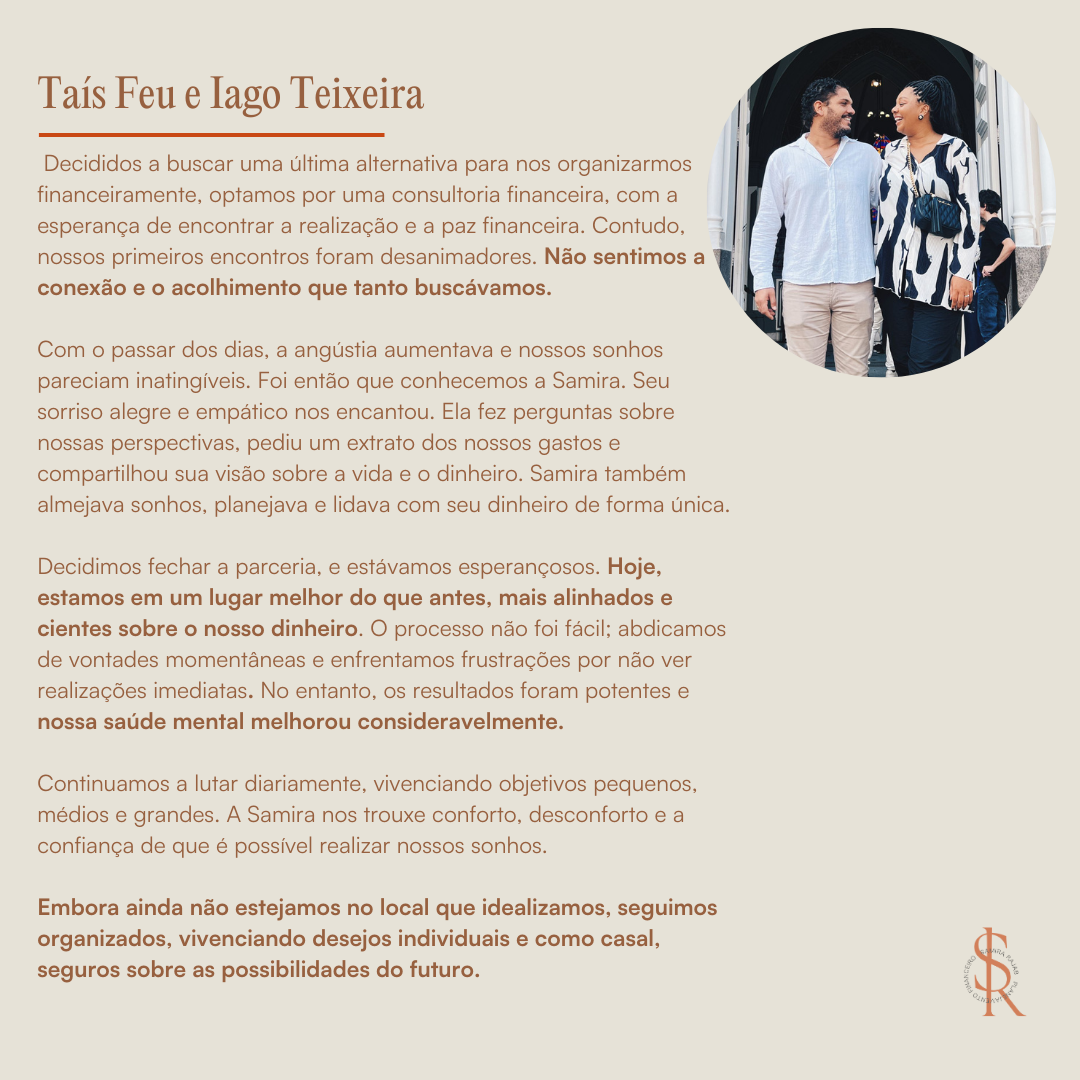 Taís Feu e Iago Teixeira
Decididos a buscar uma última alternativa para nos organizarmos
financeiramente, optamos por uma consultoria financeira, com a
esperança de encontrar a realização e a paz financeira. Contudo,
nossos primeiros encontros foram desanimadores. Não sentimos a
conexão e o acolhimento que tanto buscávamos.
Com o passar dos dias, a angústia aumentava e nossos sonhos
pareciam inatingíveis. Foi então que conhecemos a Samira. Seu
sorriso alegre e empático nos encantou. Ela fez perguntas sobre
nossas perspectivas, pediu um extrato dos nossos gastos e
compartilhou sua visão sobre a vida e o dinheiro. Samira também
almejava sonhos, planejava e lidava com seu dinheiro de forma única.
Decidimos fechar a parceria, e estávamos esperançosos. Hoje,
estamos em um lugar melhor do que antes, mais alinhados e
cientes sobre o nosso dinheiro. O processo não foi fácil; abdicamos
de vontades momentâneas e enfrentamos frustrações por não ver
realizações imediatas. No entanto, os resultados foram potentes e
nossa saúde mental melhorou consideravelmente.
Continuamos a lutar diariamente, vivenciando objetivos pequenos,
médios e grandes. A Samira nos trouxe conforto, desconforto e a
confiança de que é possível realizar nossos sonhos.
Embora ainda não estejamos no local que idealizamos, seguimos
organizados, vivenciando desejos individuais e como casal,
seguros sobre as possibilidades do futuro.
SR